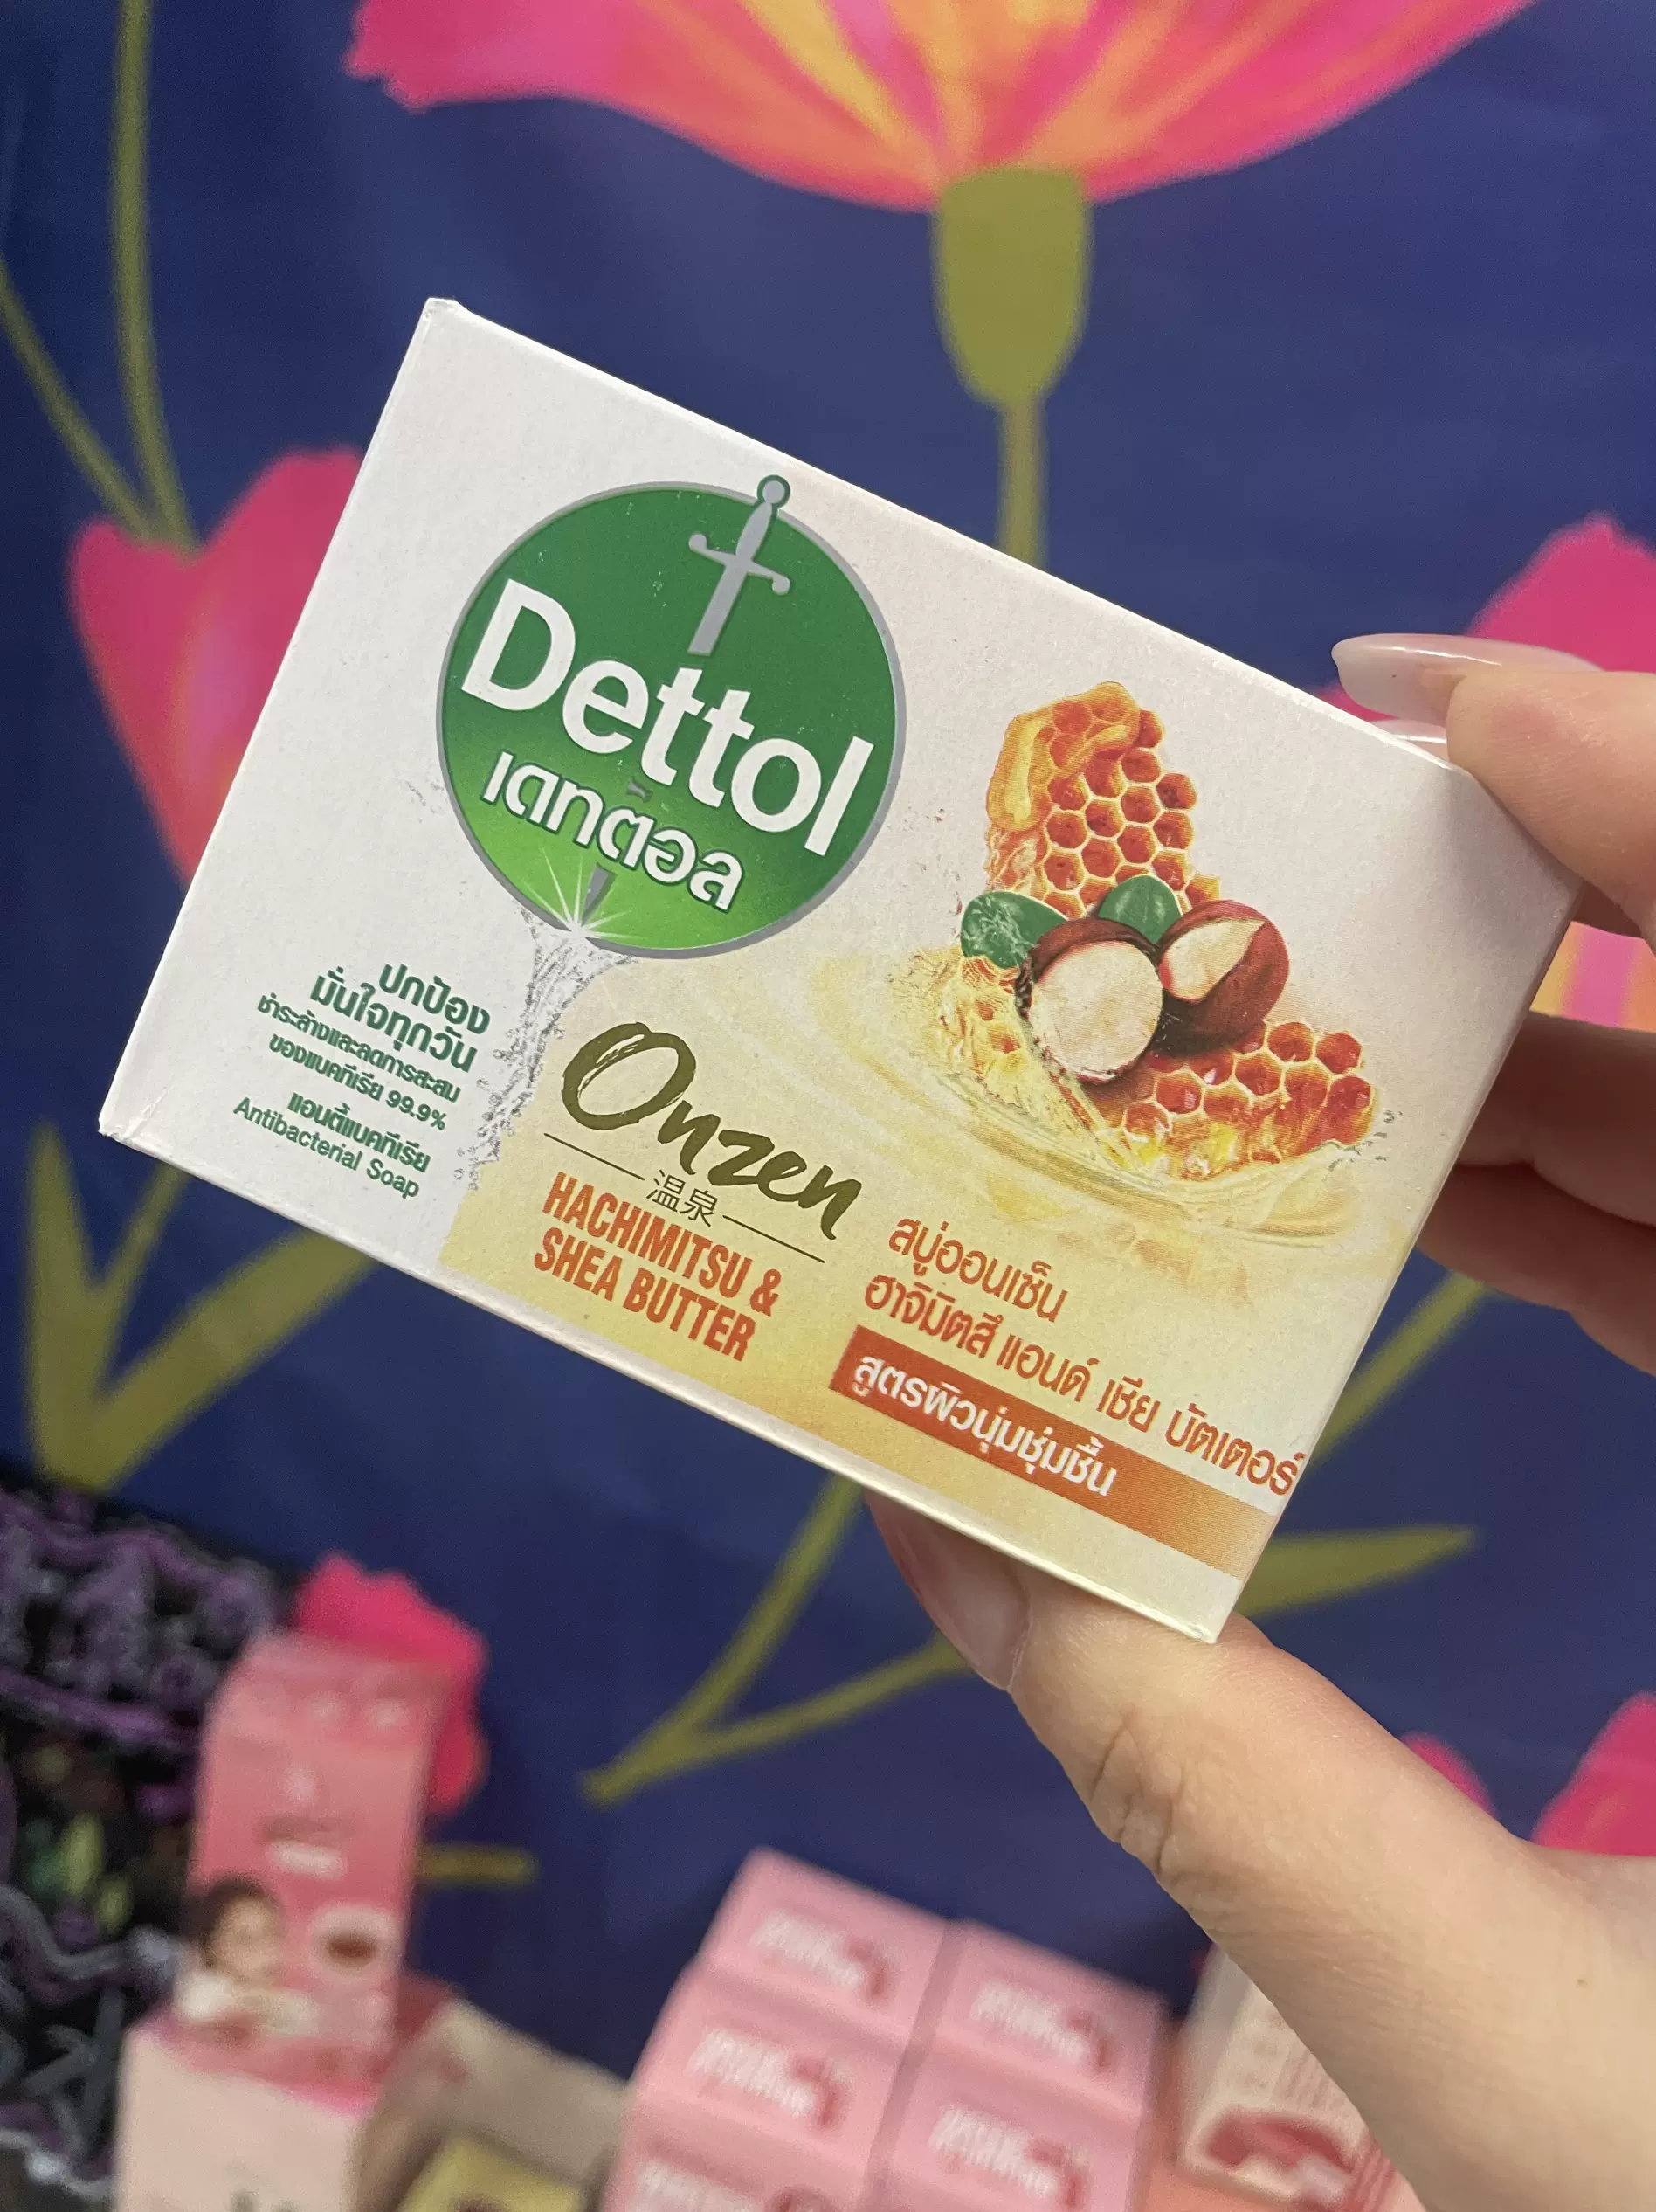 Dettol
เดทตอล
ปกป้อง
มั่นใจทุกวัน
ชำระล้างและลดการสะสม
ของแบคทีเรีย 99.9%
แอนตี้แบคทีเรีย
Antibacterial Soap
Onzen
温泉
HACHIMITSU &
SHEA BUTTER
สบู่ออนเซ็น
ฮาจิมิตสึ แอนด์ เชีย บัตเตอร์
สูตรผิวนุ่มชุ่มชื้น